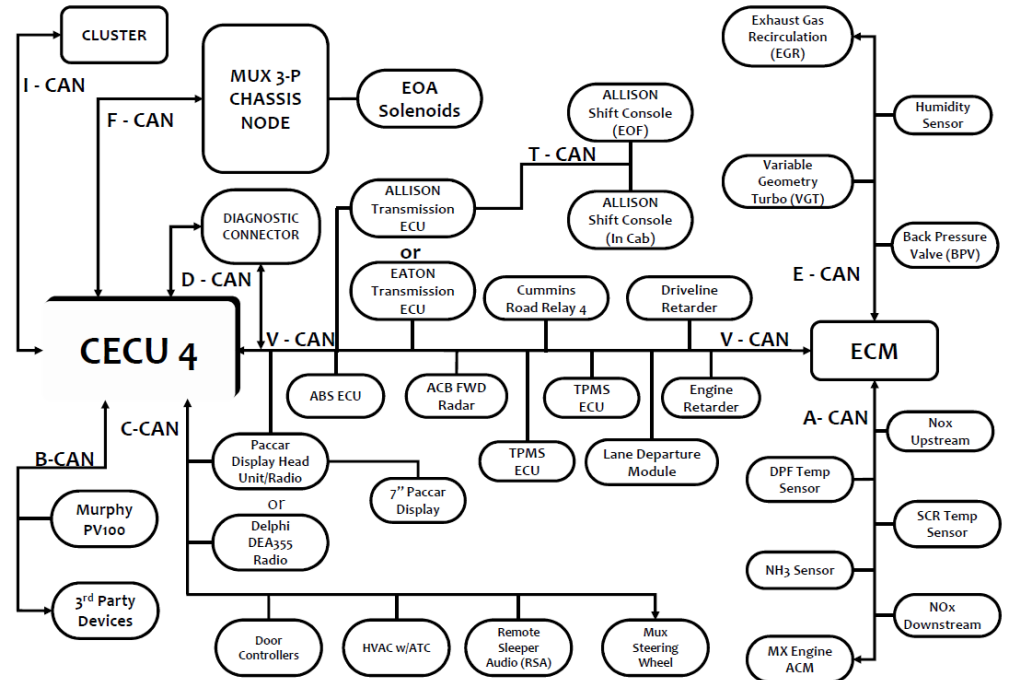 CLUSTER
I - CAN
F - CAN
MUX 3-P
CHASSIS
NODE
EOA
Solenoids
ALLISON
Shift Console
(EOF)
T - CAN
ALLISON
Shift Console
(In Cab)
ALLISON
Transmission
ECU
or
EATON
Transmission
ECU
DIAGNOSTIC
CONNECTOR
D - CAN
Exhaust Gas
Recirculation
(EGR)
Humidity
Sensor
Variable
Geometry
Turbo (VGT)
Back Pressure
Valve (BPV)
E - CAN
Cummins
Road Relay 4
Driveline
Retarder
CECU 4
V - CAN
V - CAN
ECM
ABS ECU
ACB FWD
Radar
TPMS
ECU
Engine
Retarder
A- CAN
C-CAN
B-CAN
Paccar
Display Head
Unit/Radio
or
Delphi
DEA355
Radio
7” Paccar
Display
TPMS
ECU
Lane Departure
Module
Nox
Upstream
DPF Temp
Sensor
SCR Temp
Sensor
NH3 Sensor
NOx
Downstream
MX Engine
ACM
Murphy
PV100
3rd Party
Devices
Door
Controllers
HVAC w/ATC
Remote
Sleeper
Audio (RSA)
Mux
Steering
Wheel